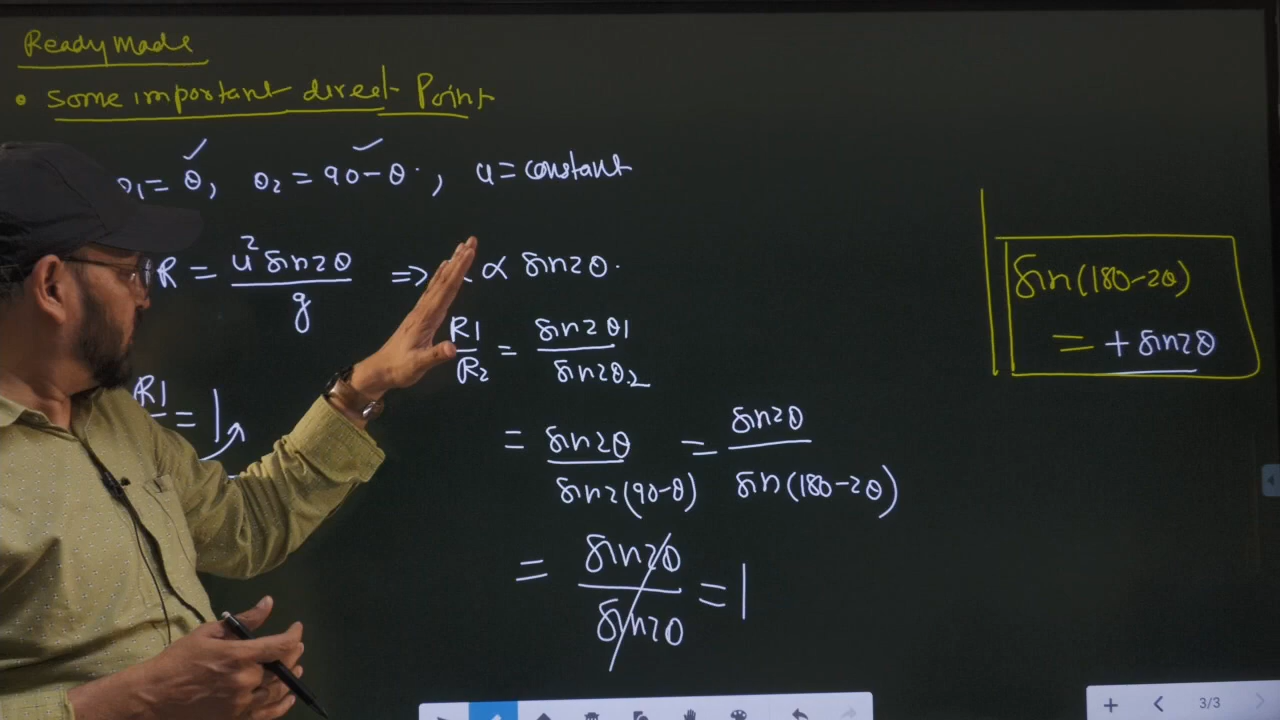 Ready Made
• Some important direct Point
θ1 = θ, θ2 = 90-θ, u = constant
R = u² sin2θ / g ⇒ ∝ sin2θ.
R1 / R2 = sin2θ1 / sin2θ2
R1 = 1
= sin2θ / sin2(90-θ) = sin2θ / sin(180-2θ)
= sin2θ / sin2θ = 1
sin(180-2θ)
= + sin2θ
3/3